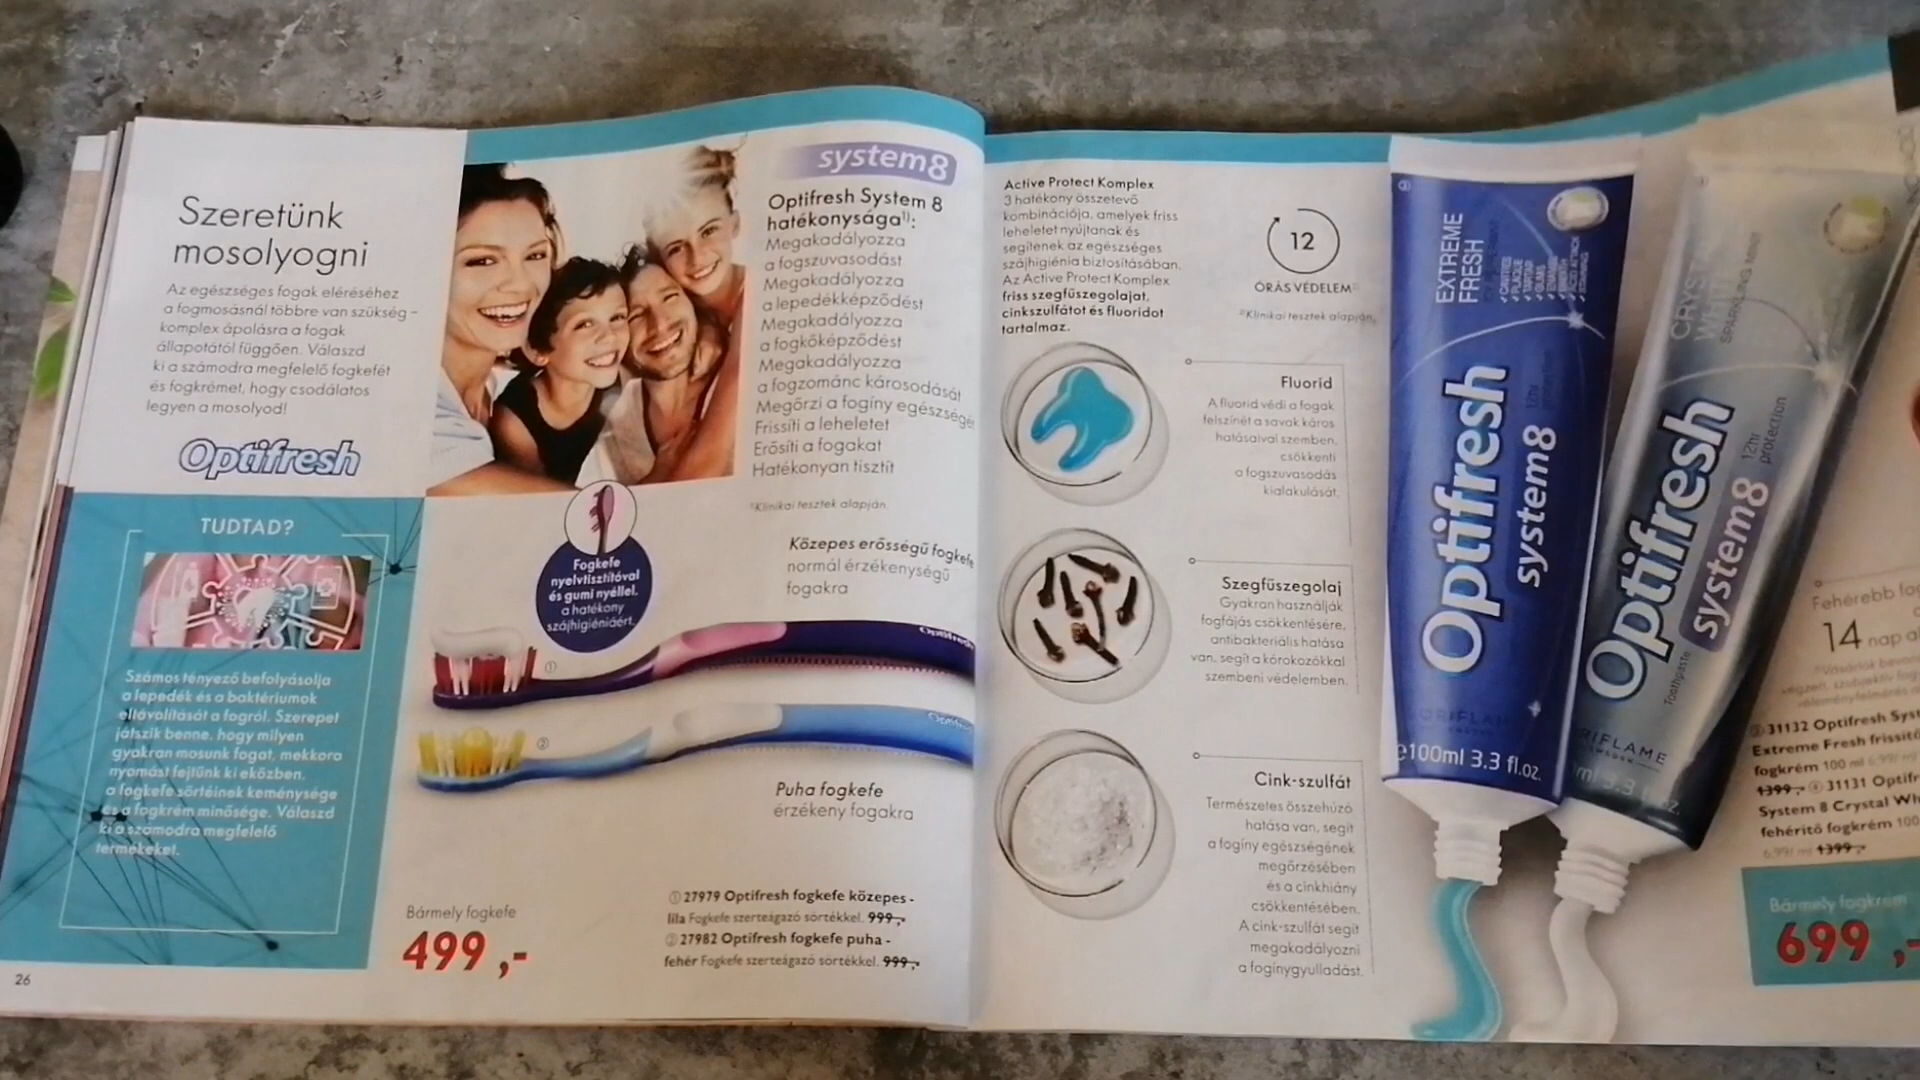 Szeretünk
mosolyogni
Az egészséges fogak eléréséhez
a fogmosásnál többre van szükség –
komplex ápolásra a fogak
állapotától függően. Válaszd
ki a számodra megfelelő fogkefét
és fogkrémet, hogy csodálatos
legyen a mosolyod!
Optifresh
TUDTAD?
Számos tényező befolyásolja
a lepedék és a baktériumok
eltávolítását a fogról. Szerepet
játszik benne, hogy milyen
gyakran mosunk fogat, mekkora
nyomást fejtünk ki eközben,
a fogkefe sörtéinek keménysége
és a fogkrém minősége. Válaszd
ki a számodra megfelelő
termékeket.
26
system8
Optifresh System 8
hatékonysága¹⁾:
Megakadályozza
a fogszuvasodást
Megakadályozza
a lepedékképződést
Megakadályozza
a fogkőképződést
Megakadályozza
a fogzománc károsodását
Megőrzi a fogíny
Frissíti a leheletet
Erősíti a fogakat
Hatékonyan tisztít
¹⁾Klinikai tesztek alapján
Fogkefe
nyelvtisztítóval
és gumi nyéllel,
a hatékony
szájhigiéniáért.
Közepes erősségű fogkefe
normál érzékenységű
fogakra
Optifresh
①
②
Puha fogkefe
érzékeny fogakra
Bármely fogkefe
499,-
① 27979 Optifresh fogkefe közepes -
lila Fogkefe szerteágazó sörtékkel. 999,-
② 27982 Optifresh fogkefe puha -
fehér Fogkefe szerteágazó sörtékkel. 999,-
Active Protect Komplex
3 hatékony összetevő
kombinációja, amelyek friss
leheletet nyújtanak és
segítenek az egészséges
szájhigiénia biztosításában.
Az Active Protect Komplex
friss szegfűszegolajat,
cinkszulfátot és fluoridot
tartalmaz.
12
ÓRÁS VÉDELEM
Klinikai tesztek alapján
Fluorid
A fluorid védi a fogak
felszínét a savak káros
hatásaival szemben,
csökkenti
a fogszuvasodás
kialakulását.
Szegfűszegolaj
Gyakran használják
fogfájás csökkentésére,
antibakteriális hatása
van, segít a kórokozókkal
szembeni védelemben.
Cink-szulfát
Természetes összehúzó
hatása van, segít
a fogíny egészségének
megőrzésében
és a cinkhiány
csökkentésében.
A cink-szulfát segít
megakadályozni
a fogínygyulladást.
EXTREME
FRESH
Optifresh
system8
12hr
ORIFLAME
e100ml 3.3 fl.oz.
SPARKLING
Optifresh
system8
12hr
protection
Toothpaste
RIFLAME
Fehérebb
14 nap
31132 Optifresh
Extreme Fresh
fogkrém 100 ml
1399,- 31131
System 8 Crystal
fehérítő fogkrém 100
1399,-
Bármely fogkrém
699,-